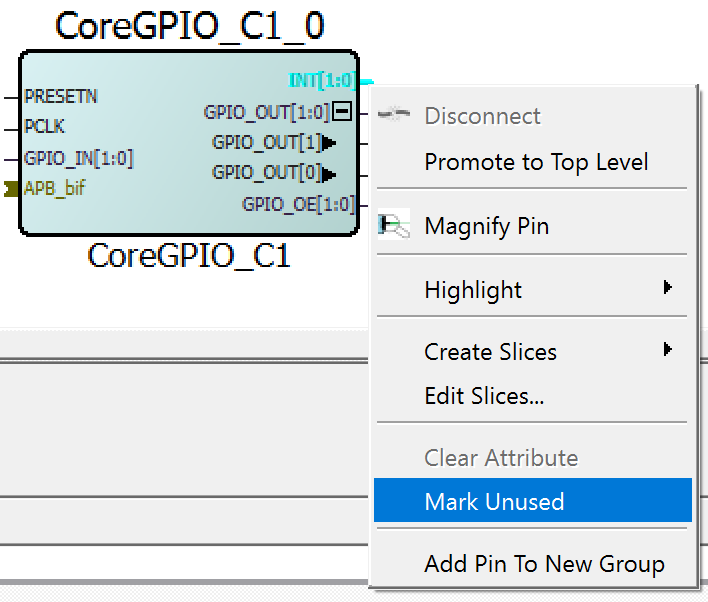 CoreGPIO_C1_0
INT[1:0]
PRESETN
GPIO_OUT[1:0]
PCLK
GPIO_OUT[1]
GPIO_IN[1:0]
GPIO_OUT[0]
APB_bif
GPIO_OE[1:0]
CoreGPIO_C1
Disconnect
Promote to Top Level
Magnify Pin
Highlight
Create Slices
Edit Slices...
Clear Attribute
Mark Unused
Add Pin To New Group